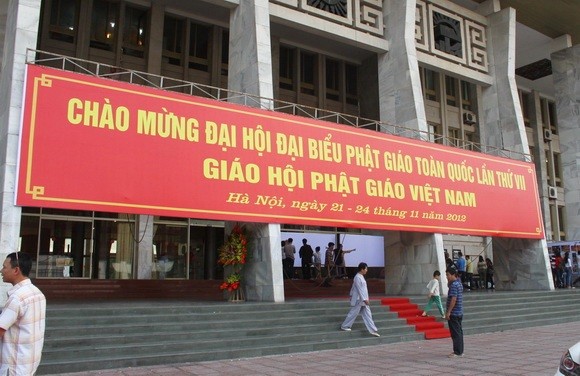 CHÀO MỪNG ĐẠI HỘI ĐẠI BIỂU PHẬT GIÁO TOÀN QUỐC LẦN THỨ VII
GIÁO HỘI PHẬT GIÁO VIỆT NAM
Hà Nội, ngày 21 - 24 tháng 11 năm 2012